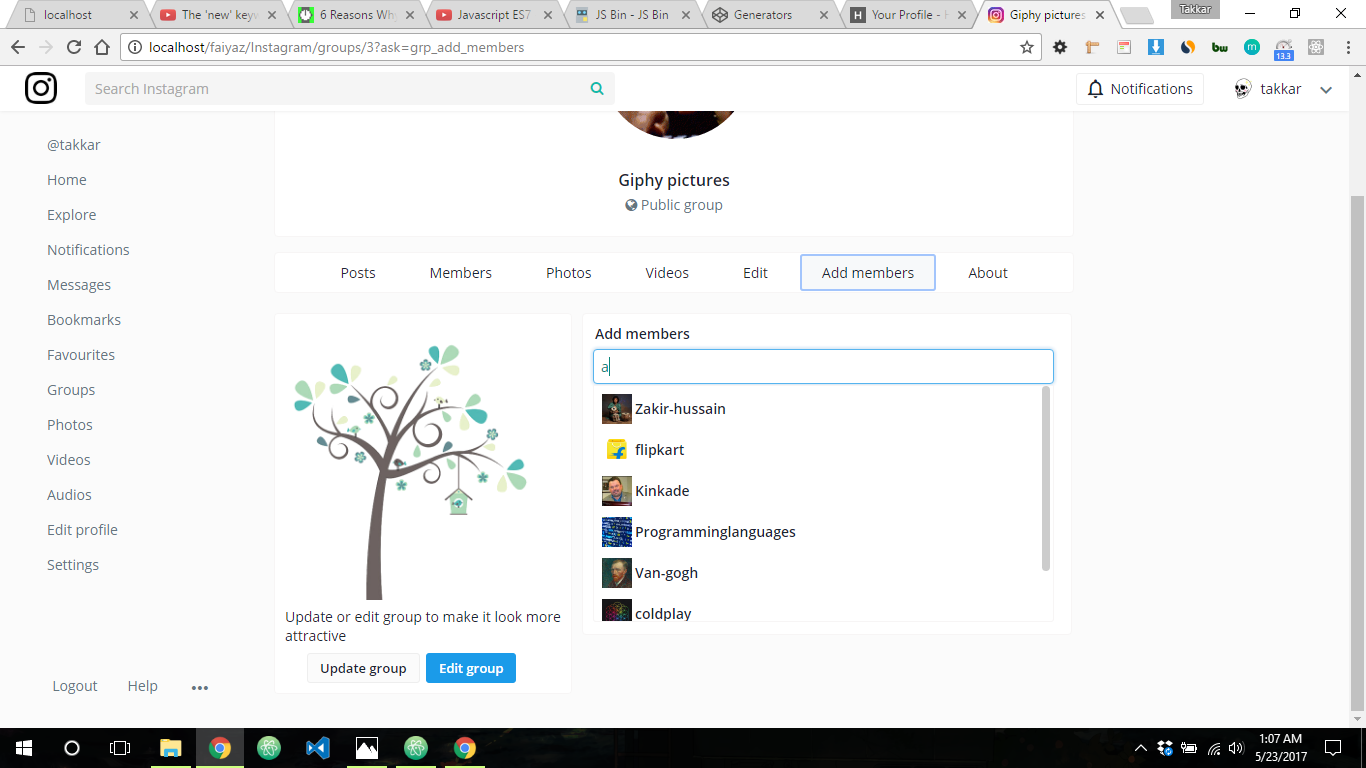 Takkar
localhost
The 'new' keyw
6 Reasons Why
Javascript ES7
JS Bin - JS Bin
Generators
Your Profile - H
Giphy pictures
localhost/faiyaz/Instagram/groups/3?ask=grp_add_members
bw
m
13.3
Search Instagram
Notifications
takkar
@takkar
Home
Explore
Notifications
Messages
Bookmarks
Favourites
Groups
Photos
Videos
Audios
Edit profile
Settings
Logout
Help
Giphy pictures
Public group
Posts
Members
Photos
Videos
Edit
Add members
About
Update or edit group to make it look more
attractive
Update group
Edit group
Add members
a
Zakir-hussain
flipkart
Kinkade
Programminglanguages
Van-gogh
coldplay
1:07 AM
5/23/2017